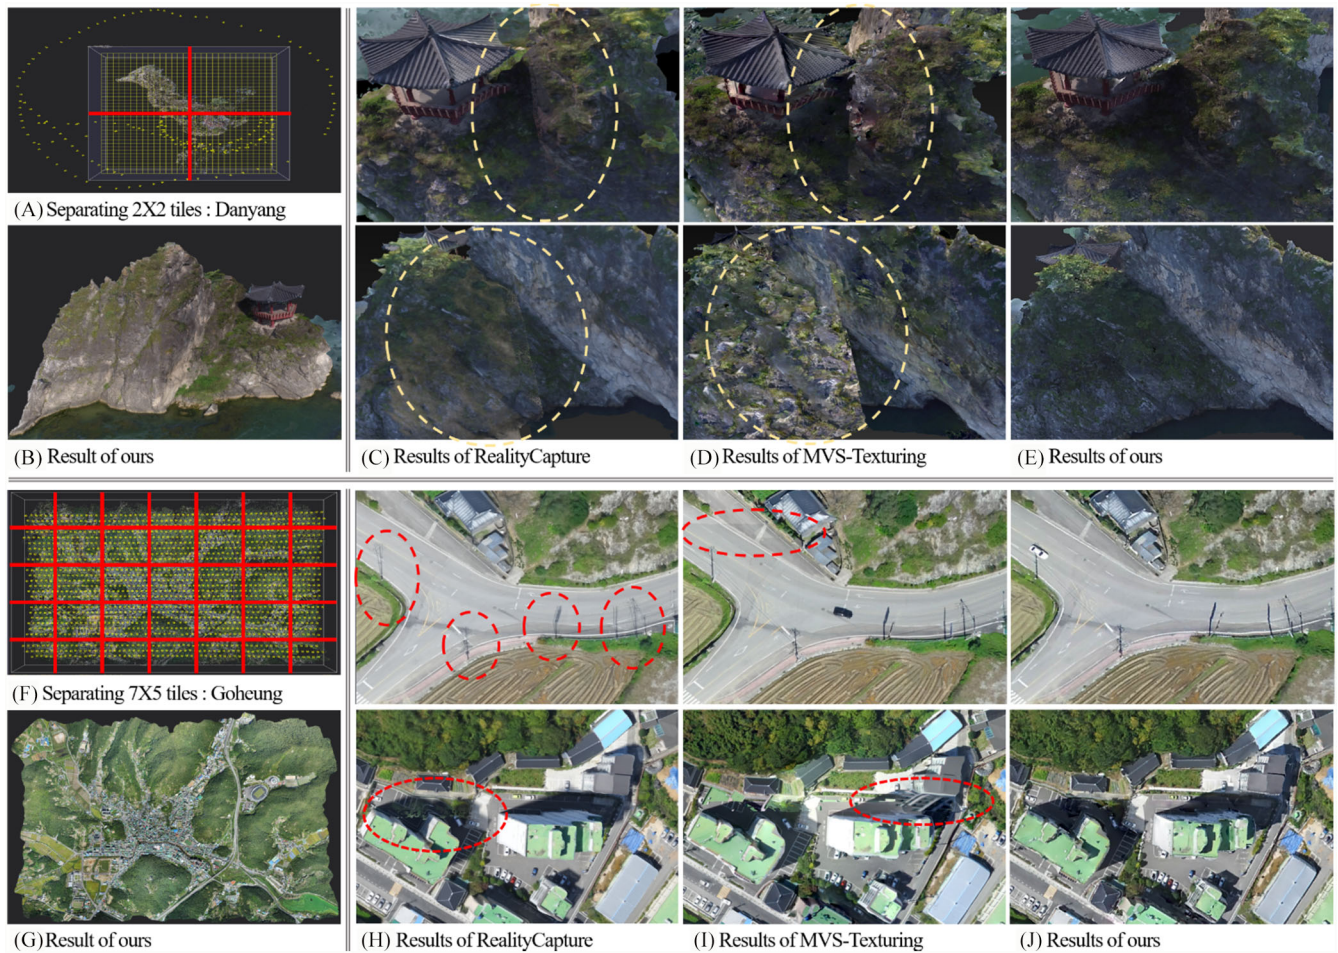 (A) Separating 2X2 tiles : Danyang
(B) Result of ours
(C) Results of RealityCapture
(D) Results of MVS-Texturing
(E) Results of ours
(F) Separating 7X5 tiles : Goheung
(G) Result of ours
(H) Results of RealityCapture
(I) Results of MVS-Texturing
(J) Results of ours